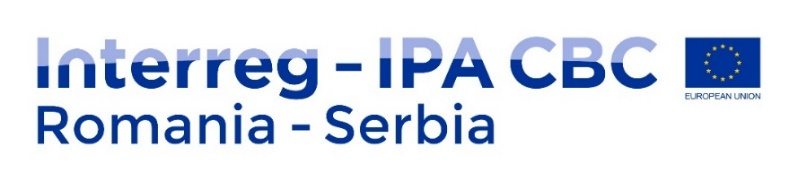 Interreg - IPA CBC
EUROPEAN UNION
Romania - Serbia